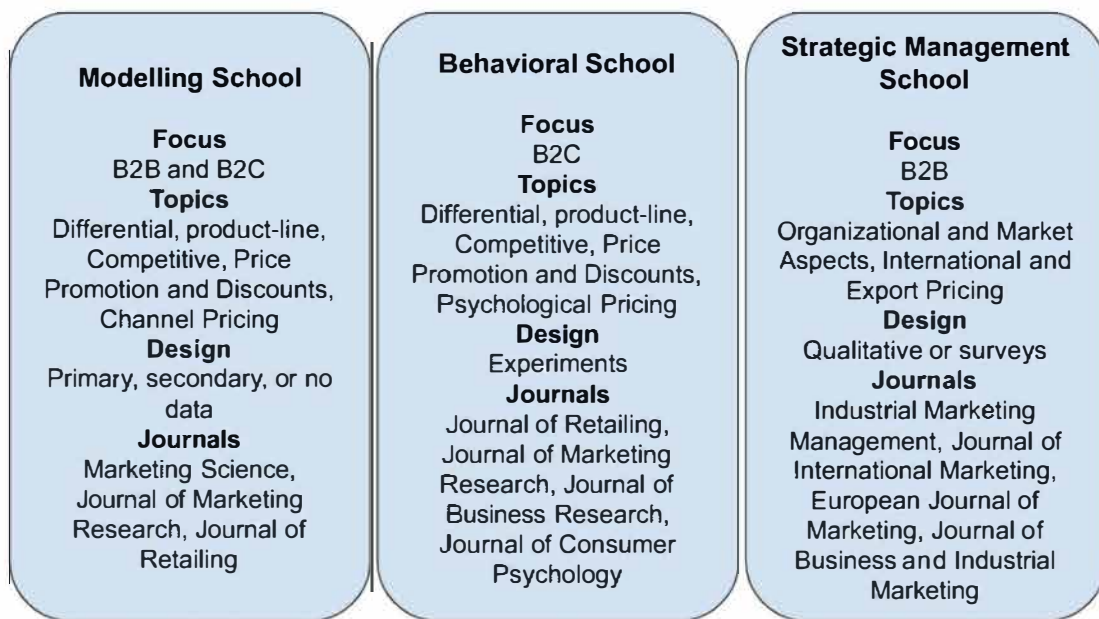 Modelling School
Focus
B2B and B2C
Topics
Differential, product-line,
Competitive, Price
Promotion and Discounts,
Channel Pricing
Design
Primary, secondary, or no
data
Journals
Marketing Science,
Journal of Marketing
Research, Journal of
Retailing
Behavioral School
Focus
B2C
Topics
Differential, product-line,
Competitive, Price
Promotion and Discounts,
Psychological Pricing
Design
Experiments
Journals
Journal of Retailing,
Journal of Marketing
Research, Journal of
Business Research,
Journal of Consumer
Psychology
Strategic Management
School
Focus
B2B
Topics
Organizational and Market
Aspects, International and
Export Pricing
Design
Qualitative or surveys
Journals
Industrial Marketing
Management, Journal of
International Marketing,
European Journal of
Marketing, Journal of
Business and Industrial
Marketing